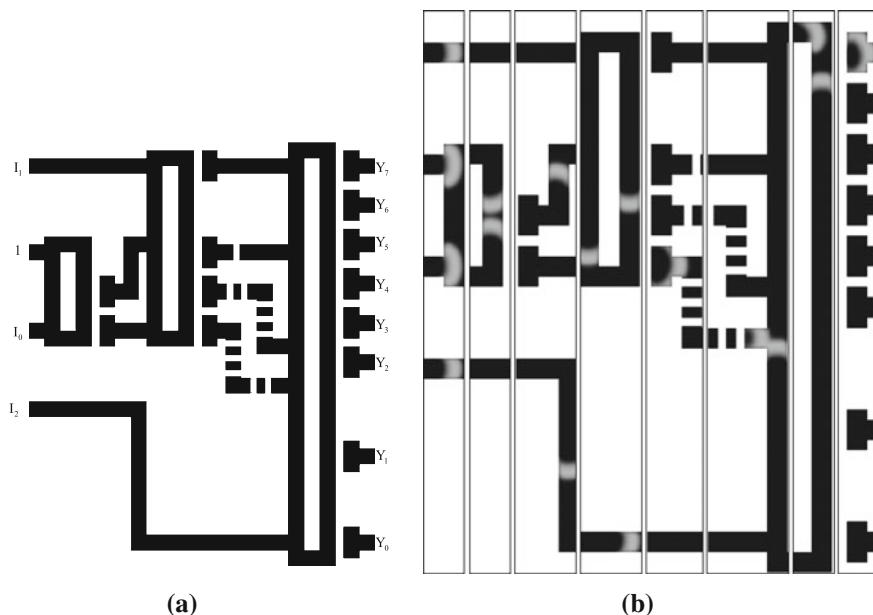 I₁
1
I₀
I₂
Y₇
Y₆
Y₅
Y₄
Y₃
Y₂
Y₁
Y₀
(a)
(b)